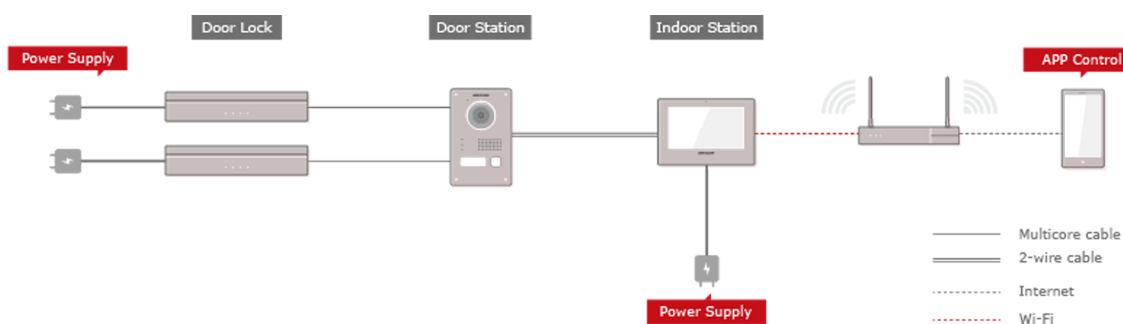 Door Lock
Door Station
Indoor Station
Power Supply
APP Control
Multicore cable
2-wire cable
Internet
Power Supply
Wi-Fi